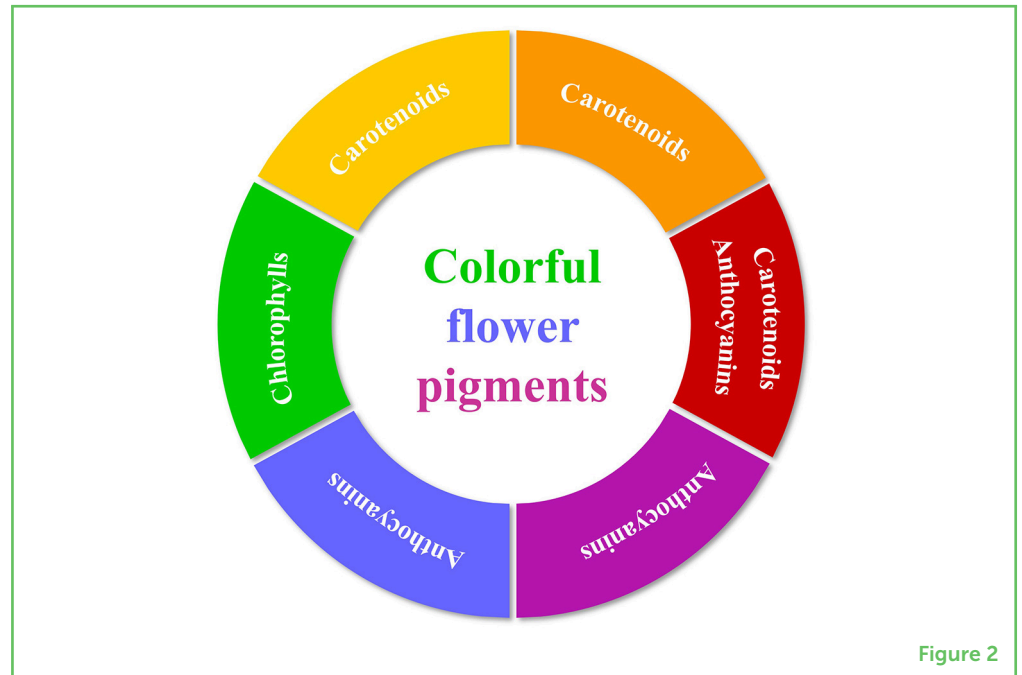 Carotenoids
Carotenoids
Carotenoids
Anthocyanins
Anthocyanins
Anthocyanins
Chlorophylls
Colorful
flower
pigments
Figure 2